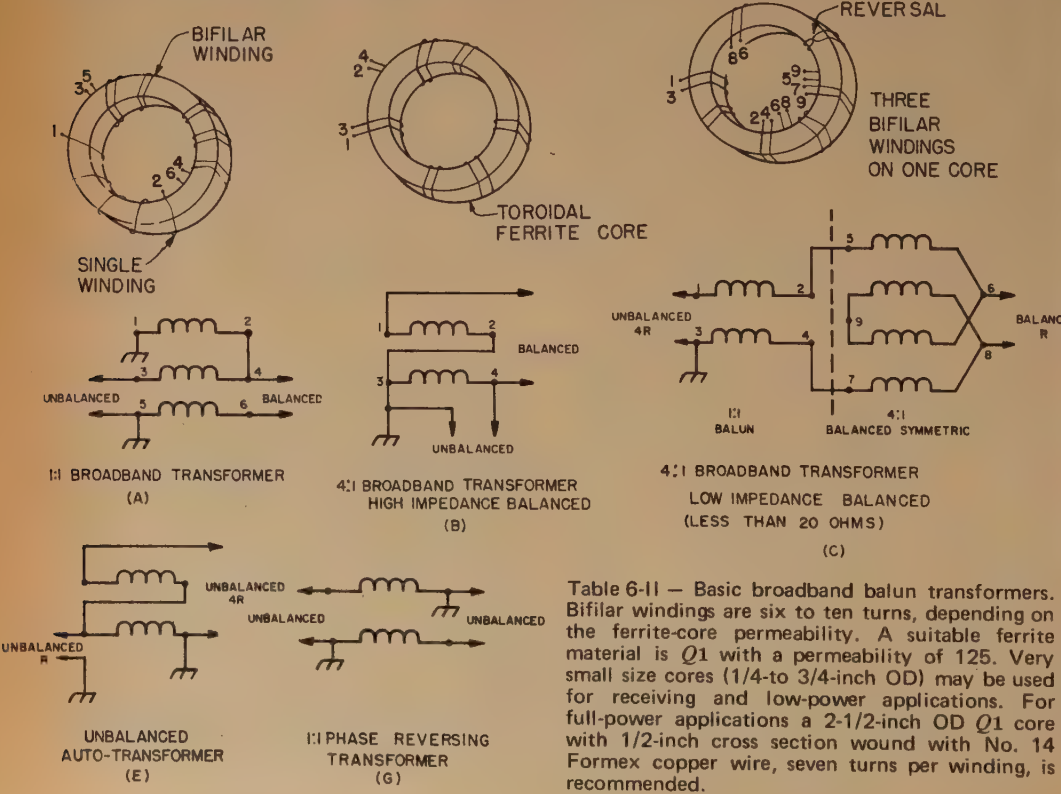 BIFILAR
WINDING
5
3
1
4
6
2
SINGLE
WINDING
4
2
3
1
TOROIDAL
FERRITE CORE
REVERSAL
8 6
1
3
9
5
7
2 4 6 8 9
THREE
BIFILAR
WINDINGS
ON ONE CORE
1 2
3 4
UNBALANCED BALANCED
5 6
1:1 BROADBAND TRANSFORMER
(A)
1 2
BALANCED
3 4
UNBALANCED
4:1 BROADBAND TRANSFORMER
HIGH IMPEDANCE BALANCED
(B)
5
1 2 6
UNBALANCED
4R
9
R
3 4 8
7
1:1
BALUN
4:1
BALANCED SYMMETRIC
4:1 BROADBAND TRANSFORMER
LOW IMPEDANCE BALANCED
(LESS THAN 20 OHMS)
(C)
UNBALANCED
4R
UNBALANCED
R
UNBALANCED
AUTO-TRANSFORMER
(E)
UNBALANCED UNBALANCED
1:1 PHASE REVERSING
TRANSFORMER
(G)
Table 6-II — Basic broadband balun transformers.
Bifilar windings are six to ten turns, depending on
the ferrite-core permeability. A suitable ferrite
material is Q1 with a permeability of 125. Very
small size cores (1/4-to 3/4-inch OD) may be used
for receiving and low-power applications. For
full-power applications a 2-1/2-inch OD Q1 core
with 1/2-inch cross section wound with No. 14
Formex copper wire, seven turns per winding, is
recommended.